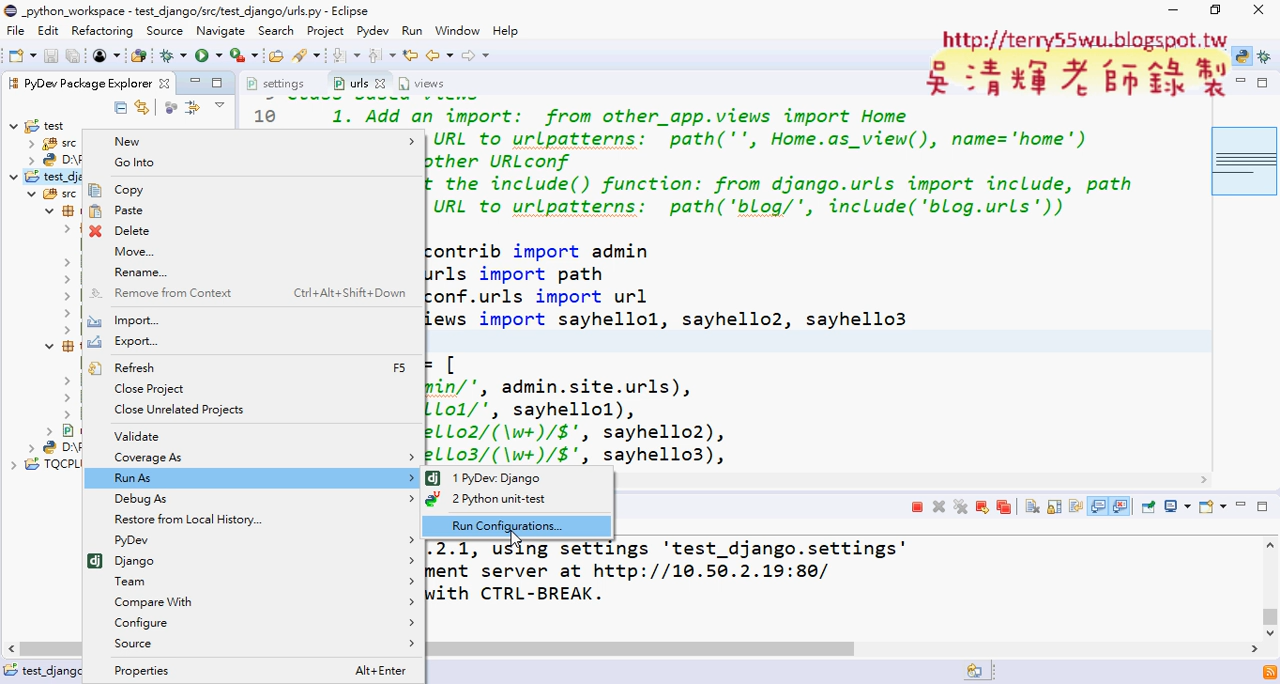 _python_workspace - test_django/src/test_django/urls.py - Eclipse
File Edit Refactoring Source Navigate Search Project Pydev Run Window Help
http://terry55wu.blogspot.tw
吳清輝老師錄製
PyDev Package Explorer
settings urls views
test
src
D:\P
test_dja
src
D:\P
TQCPLU
10 1. Add an import: from other_app.views import Home
URL to urlpatterns: path('', Home.as_view(), name='home')
other URLconf
t the include() function: from django.urls import include, path
URL to urlpatterns: path('blog/', include('blog.urls'))
contrib import admin
urls import path
conf.urls import url
iews import sayhello1, sayhello2, sayhello3
= [
min/', admin.site.urls),
llo1/', sayhello1),
ello2/(\w+)/$', sayhello2),
ello3/(\w+)/$', sayhello3),
New
Go Into
Copy
Paste
Delete
Move...
Rename...
Remove from Context Ctrl+Alt+Shift+Down
Import...
Export...
Refresh F5
Close Project
Close Unrelated Projects
Validate
Coverage As
Run As
Debug As
Restore from Local History...
PyDev
Django
Team
Compare With
Configure
Source
Properties Alt+Enter
1 PyDev: Django
2 Python unit-test
Run Configurations...
.2.1, using settings 'test_django.settings'
ment server at http://10.50.2.19:80/
with CTRL-BREAK.
test_django